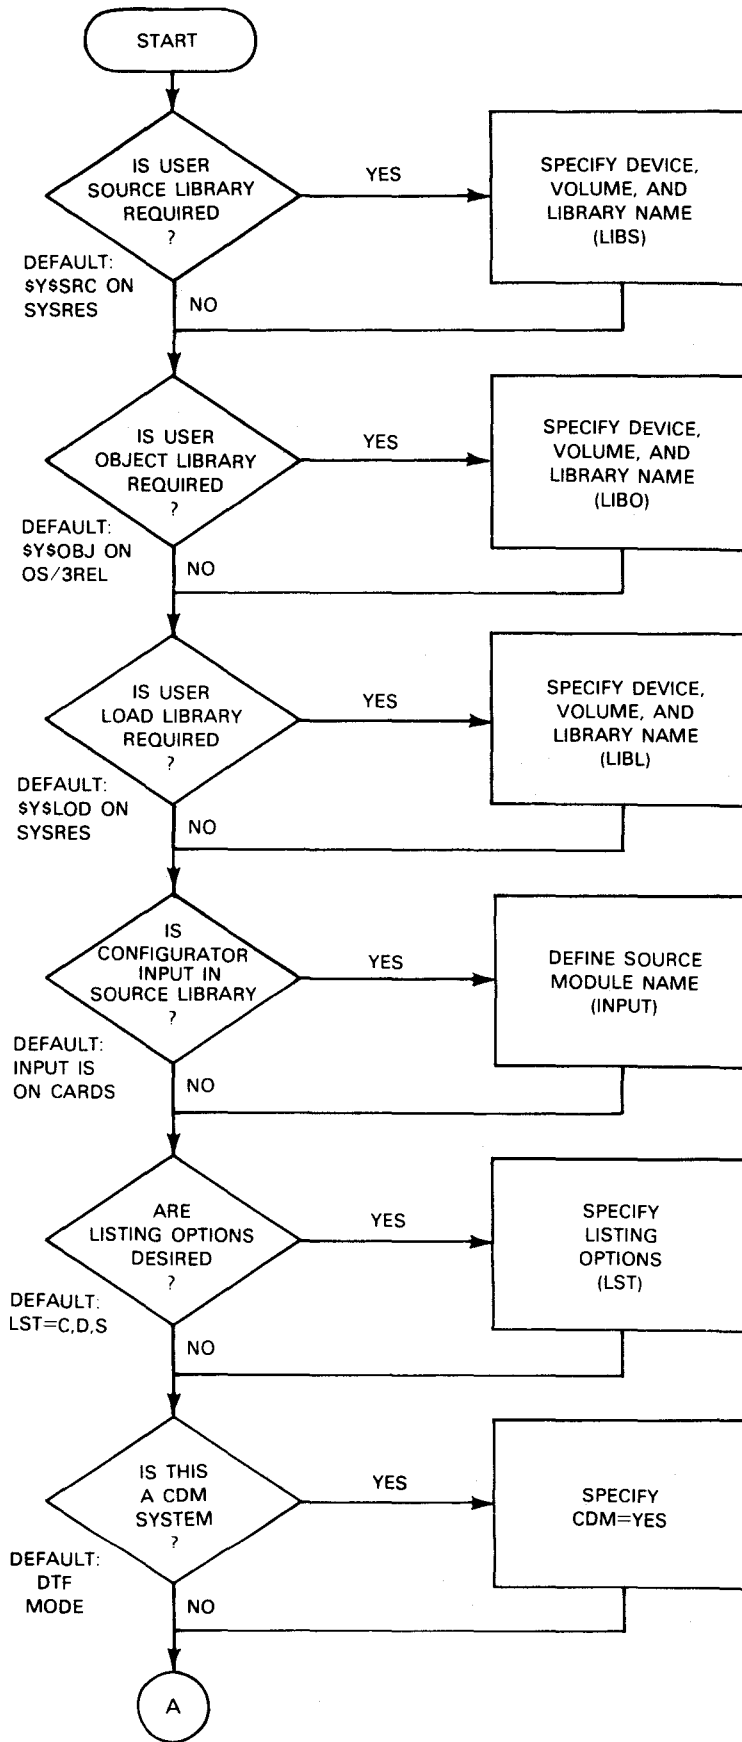 START
IS USER
SOURCE LIBRARY
REQUIRED
?
YES
SPECIFY DEVICE,
VOLUME, AND
LIBRARY NAME
(LIBS)
DEFAULT:
$Y$SRC ON
SYSRES
NO
IS USER
OBJECT LIBRARY
REQUIRED
?
YES
SPECIFY DEVICE,
VOLUME, AND
LIBRARY NAME
(LIBO)
DEFAULT:
$Y$OBJ ON
OS/3REL
NO
IS USER
LOAD LIBRARY
REQUIRED
?
YES
SPECIFY DEVICE,
VOLUME, AND
LIBRARY NAME
(LIBL)
DEFAULT:
$Y$LOD ON
SYSRES
NO
IS
CONFIGURATOR
INPUT IN
SOURCE LIBRARY
?
YES
DEFINE SOURCE
MODULE NAME
(INPUT)
DEFAULT:
INPUT IS
ON CARDS
NO
ARE
LISTING OPTIONS
DESIRED
?
YES
SPECIFY
LISTING
OPTIONS
(LST)
DEFAULT:
LST=C,D,S
NO
IS THIS
A CDM
SYSTEM
?
YES
SPECIFY
CDM=YES
DEFAULT:
DTF
MODE
NO
A